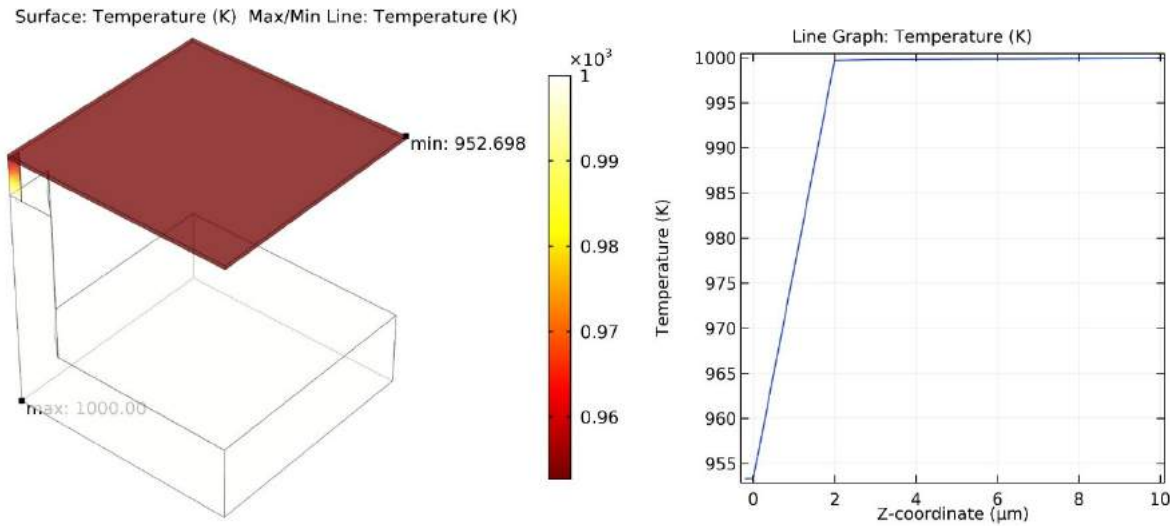 Surface: Temperature (K) Max/Min Line: Temperature (K)
×10³
1
0.99
0.98
0.97
0.96
min: 952.698
max: 1000.00
Line Graph: Temperature (K)
Temperature (K)
1000
995
990
985
980
975
970
965
960
955
0 2 4 6 8 10
Z-coordinate (μm)